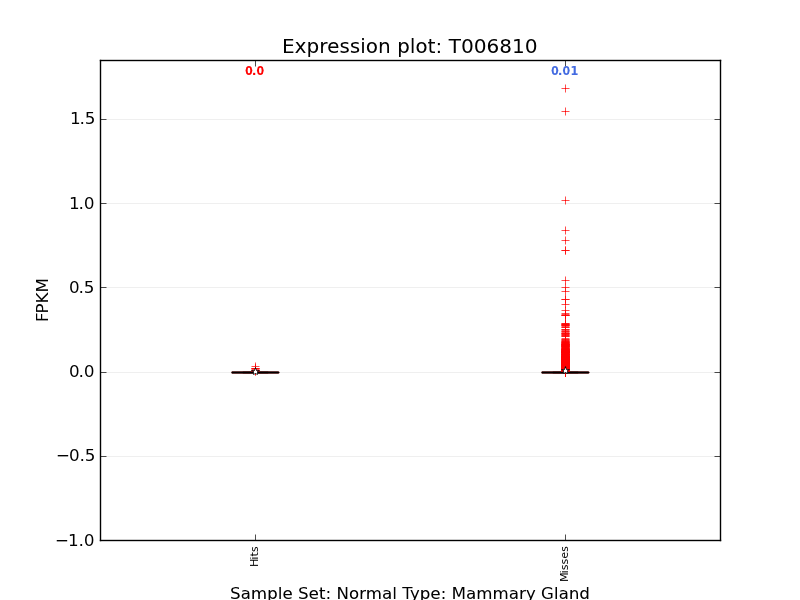 Expression plot: T006810
0.0
0.01
1.5
1.0
0.5
0.0
−0.5
−1.0
FPKM
Hits
Misses
Sample Set: Normal Type: Mammary Gland